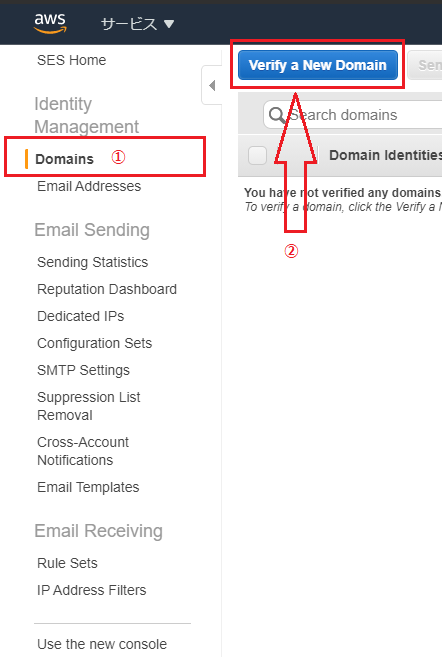 aws サービス
SES Home
Identity
Management
Domains ①
Email Addresses
Email Sending
Sending Statistics
Reputation Dashboard
Dedicated IPs
Configuration Sets
SMTP Settings
Suppression List
Removal
Cross-Account
Notifications
Email Templates
Email Receiving
Rule Sets
IP Address Filters
Use the new console
Verify a New Domain Sen
Search domains
Domain Identities
You have not verified any domains
To verify a domain, click the Verify a N
②